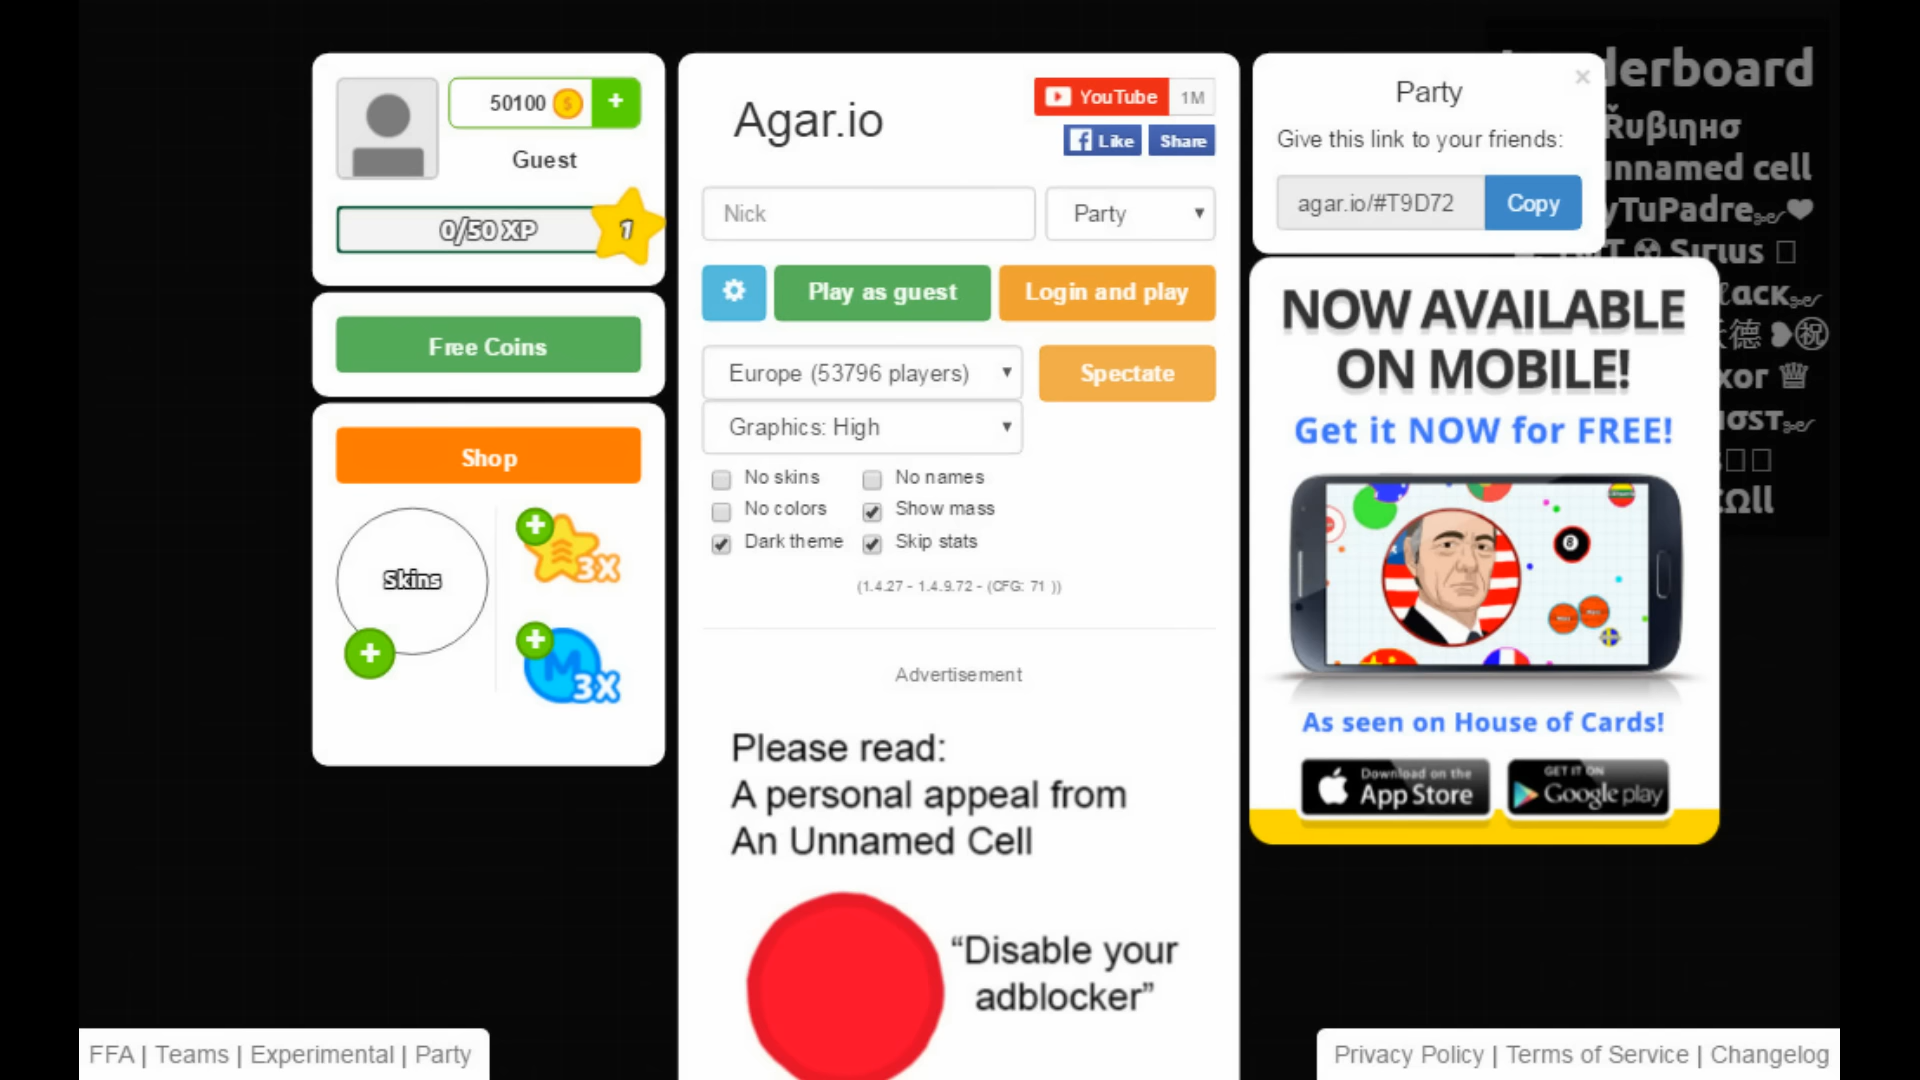 50100
Guest
0/50 XP
1
Free Coins
Shop
Skins
3X
M
3X
Agar.io
YouTube 1M
Like Share
Nick
Party
Play as guest
Login and play
Europe (53796 players)
Spectate
Graphics: High
No skins
No names
No colors
Show mass
Dark theme
Skip stats
(1.4.27 - 1.4.9.72 - (CFG: 71 ))
Advertisement
Please read:
A personal appeal from
An Unnamed Cell
“Disable your
adblocker”
Party
×
Give this link to your friends:
agar.io/#T9D72
Copy
NOW AVAILABLE
ON MOBILE!
Get it NOW for FREE!
8
As seen on House of Cards!
Download on the
App Store
GET IT ON
Google play
derboard
Řυβιηнσ
unnamed cell
yTuPadre
FFA | Teams | Experimental | Party
Privacy Policy | Terms of Service | Changelog